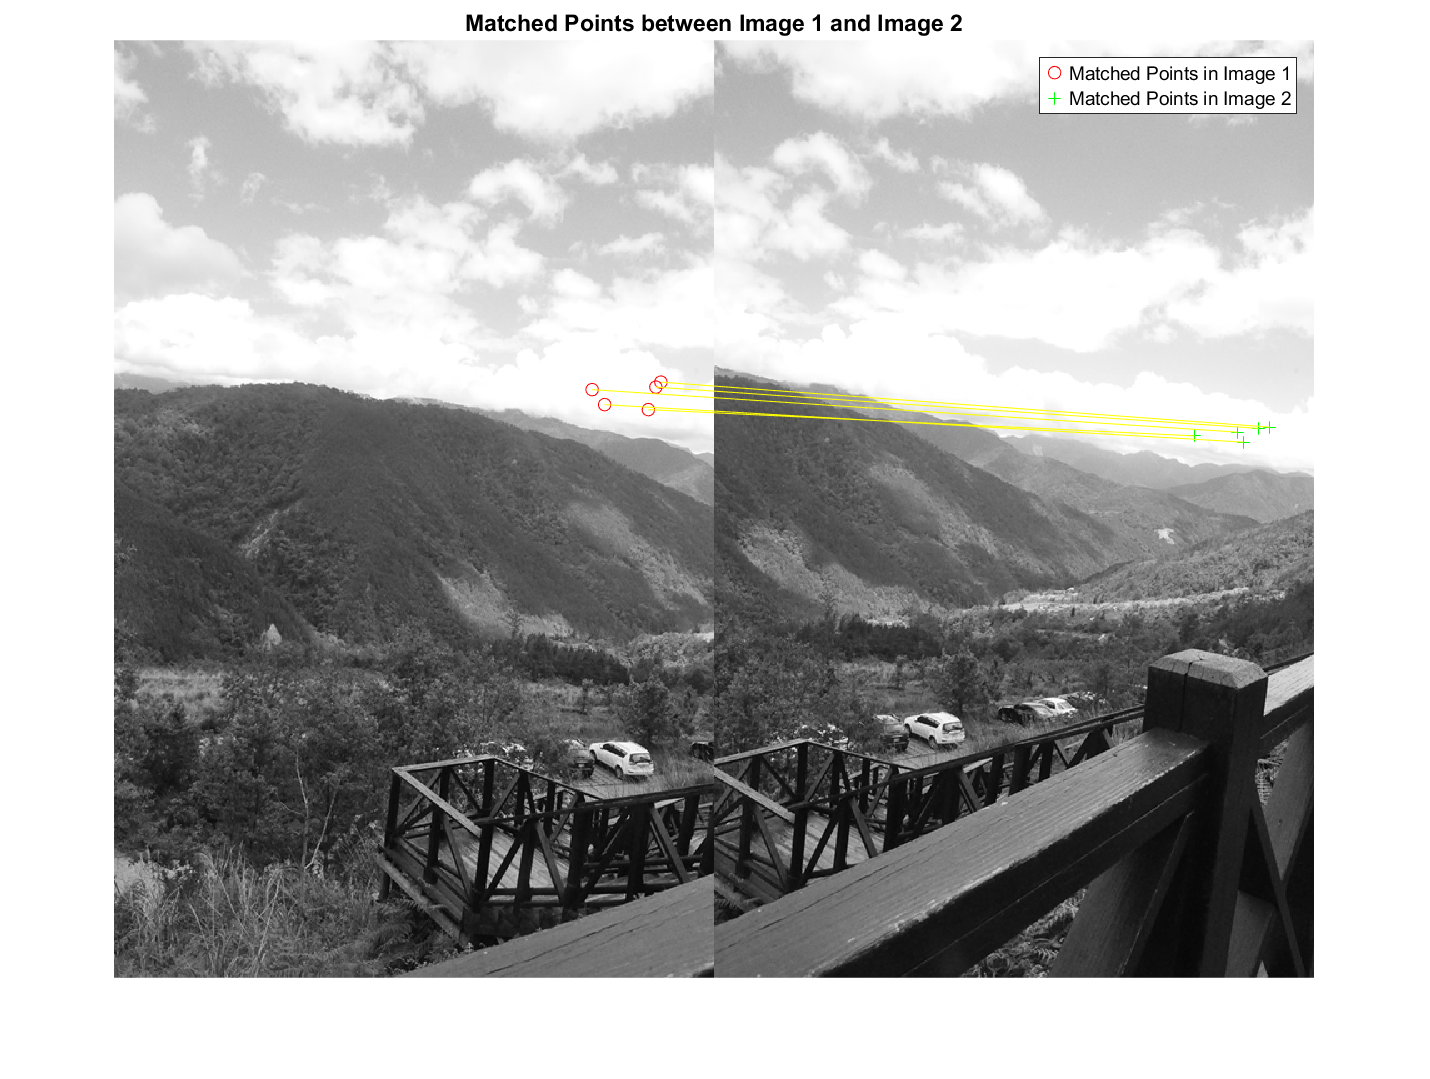 Matched Points between Image 1 and Image 2
Matched Points in Image 1
Matched Points in Image 2